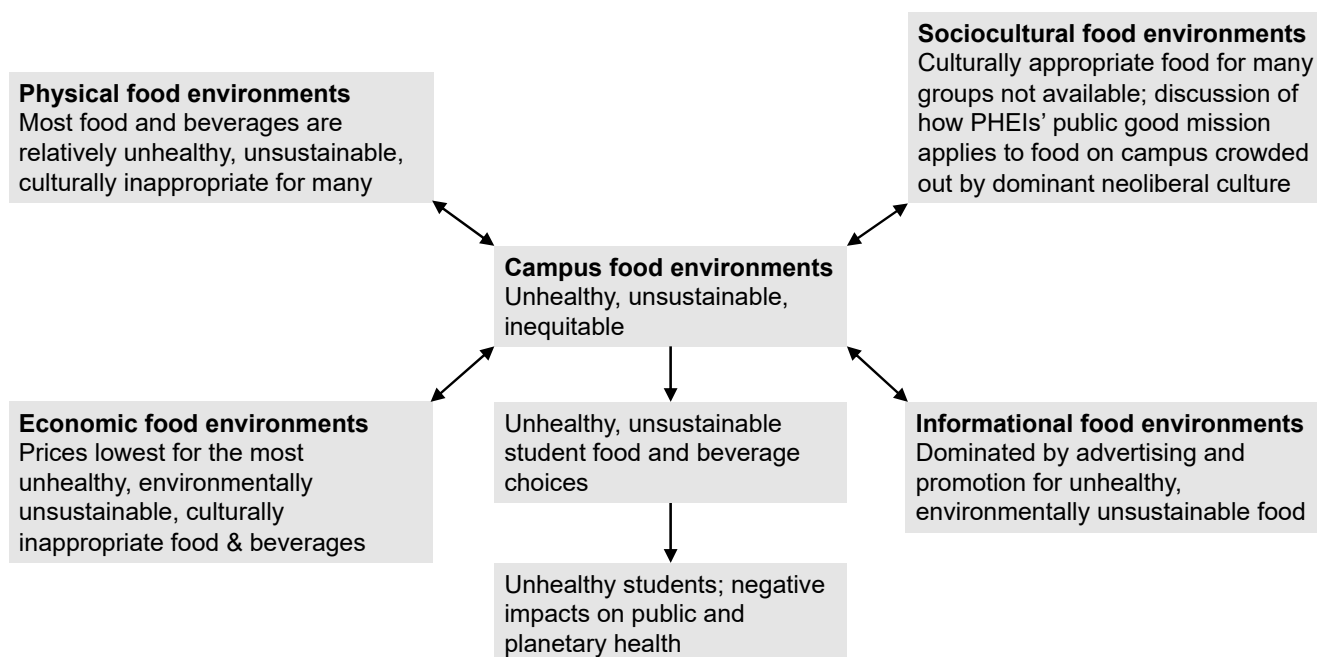 Physical food environments
Most food and beverages are
relatively unhealthy, unsustainable,
culturally inappropriate for many
Sociocultural food environments
Culturally appropriate food for many
groups not available; discussion of
how PHEIs’ public good mission
applies to food on campus crowded
out by dominant neoliberal culture
Campus food environments
Unhealthy, unsustainable,
inequitable
Economic food environments
Prices lowest for the most
unhealthy, environmentally
unsustainable, culturally
inappropriate food & beverages
Unhealthy, unsustainable
student food and beverage
choices
Informational food environments
Dominated by advertising and
promotion for unhealthy,
environmentally unsustainable food
Unhealthy students; negative
impacts on public and
planetary health